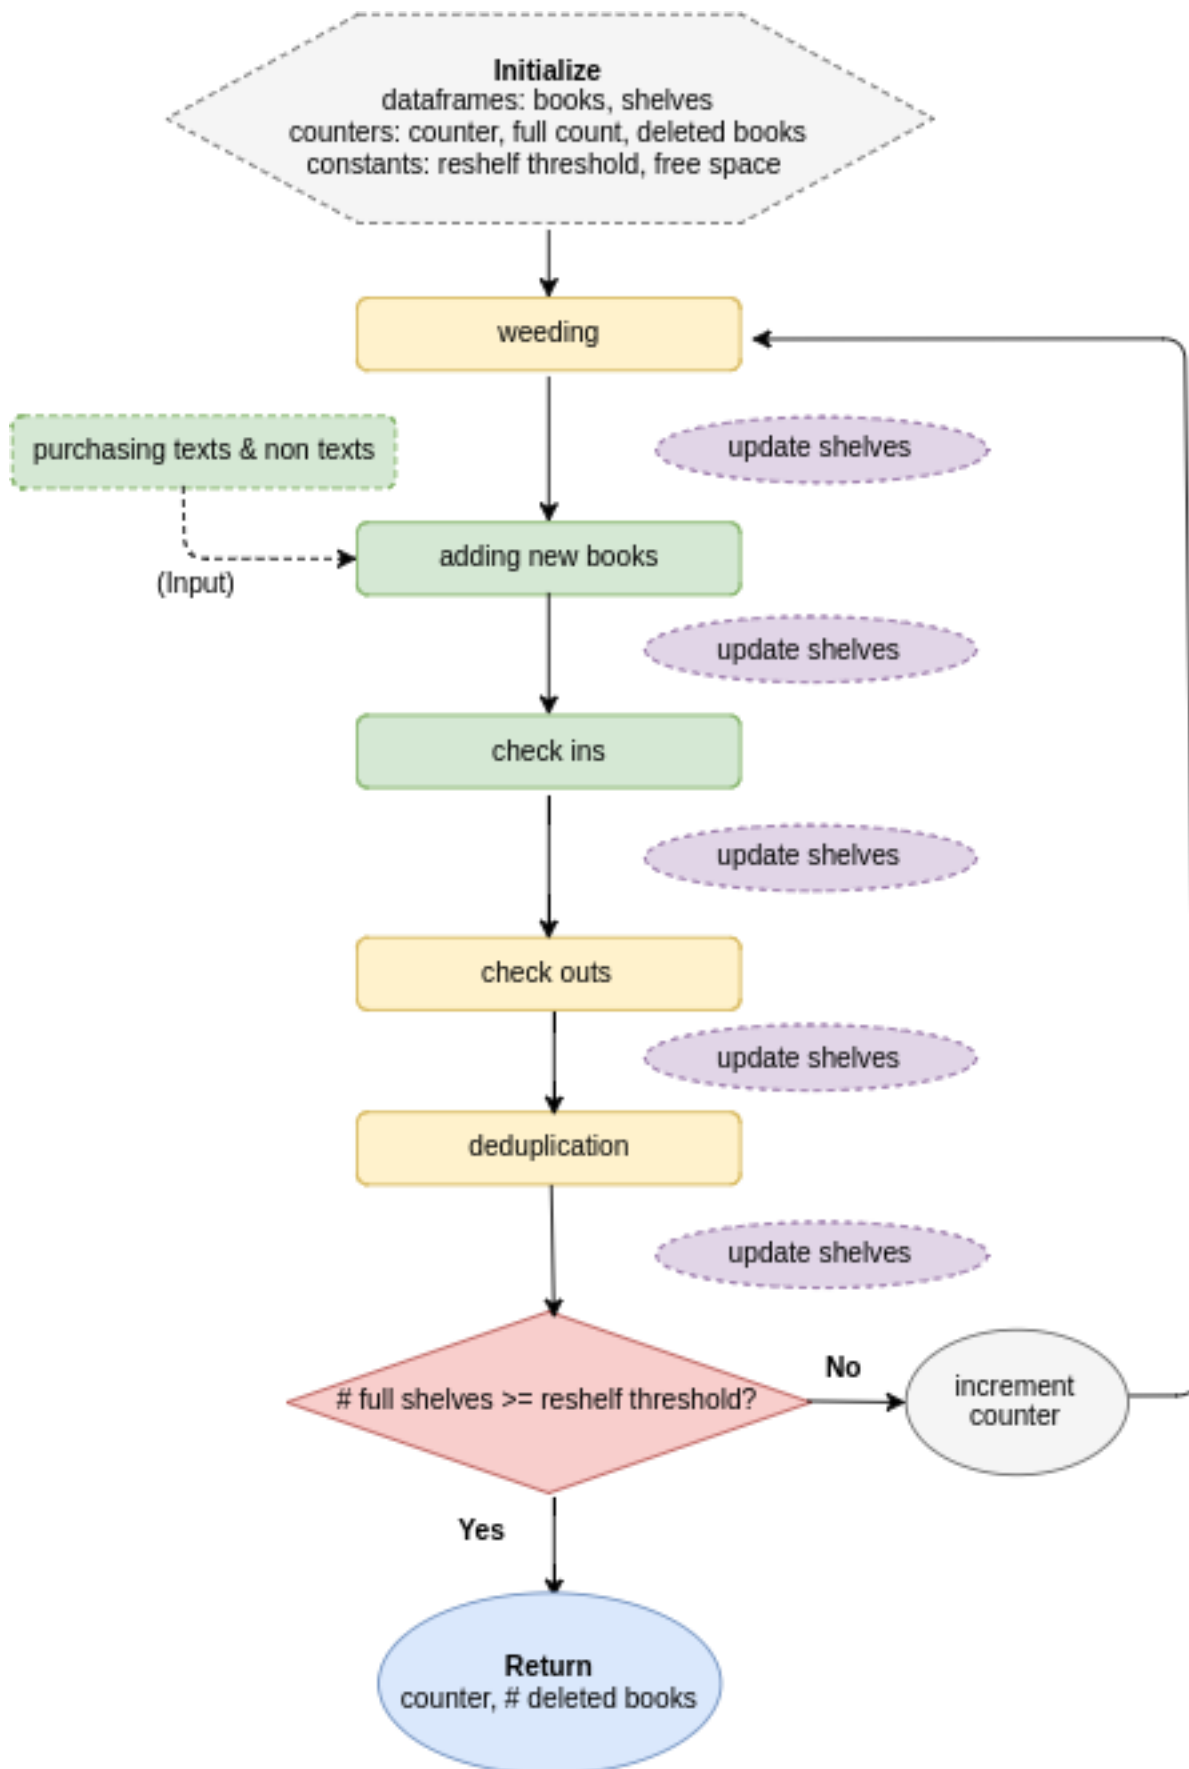 Initialize
dataframes: books, shelves
counters: counter, full count, deleted books
constants: reshelf threshold, free space
weeding
purchasing texts & non texts
update shelves
(Input)
adding new books
update shelves
check ins
update shelves
check outs
update shelves
deduplication
update shelves
# full shelves >= reshelf threshold?
No
increment
counter
Yes
Return
counter, # deleted books